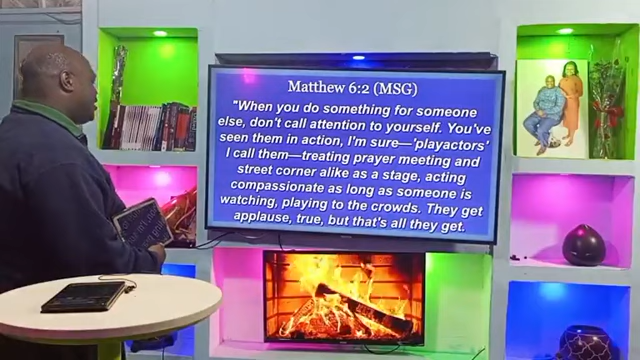 Matthew 6:2 (MSG)
"When you do something for someone
else, don't call attention to yourself. You've
seen them in action, I'm sure—'playactors'
I call them—treating prayer meeting and
street corner alike as a stage, acting
compassionate as long as someone is
watching, playing to the crowds. They get
applause, true, but that's all they get.